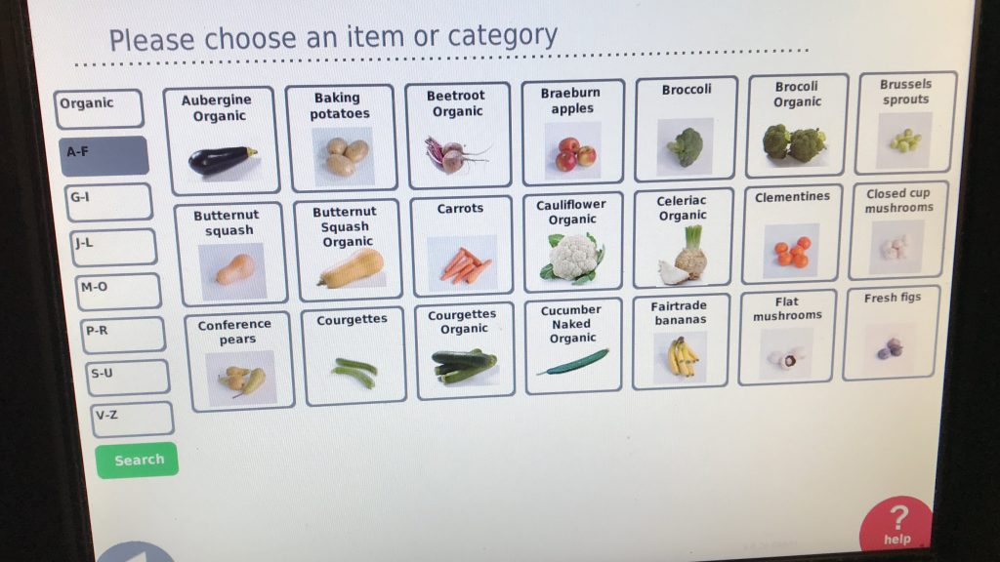 Please choose an item or category
Organic
A-F
G-I
J-L
M-O
P-R
S-U
V-Z
Search
Aubergine
Organic
Baking
potatoes
Beetroot
Organic
Braeburn
apples
Broccoli
Brocoli
Organic
Brussels
sprouts
Butternut
squash
Butternut
Squash
Organic
Carrots
Cauliflower
Organic
Celeriac
Organic
Clementines
Closed cup
mushrooms
Conference
pears
Courgettes
Courgettes
Organic
Cucumber
Naked
Organic
Fairtrade
bananas
Flat
mushrooms
Fresh figs
?
help